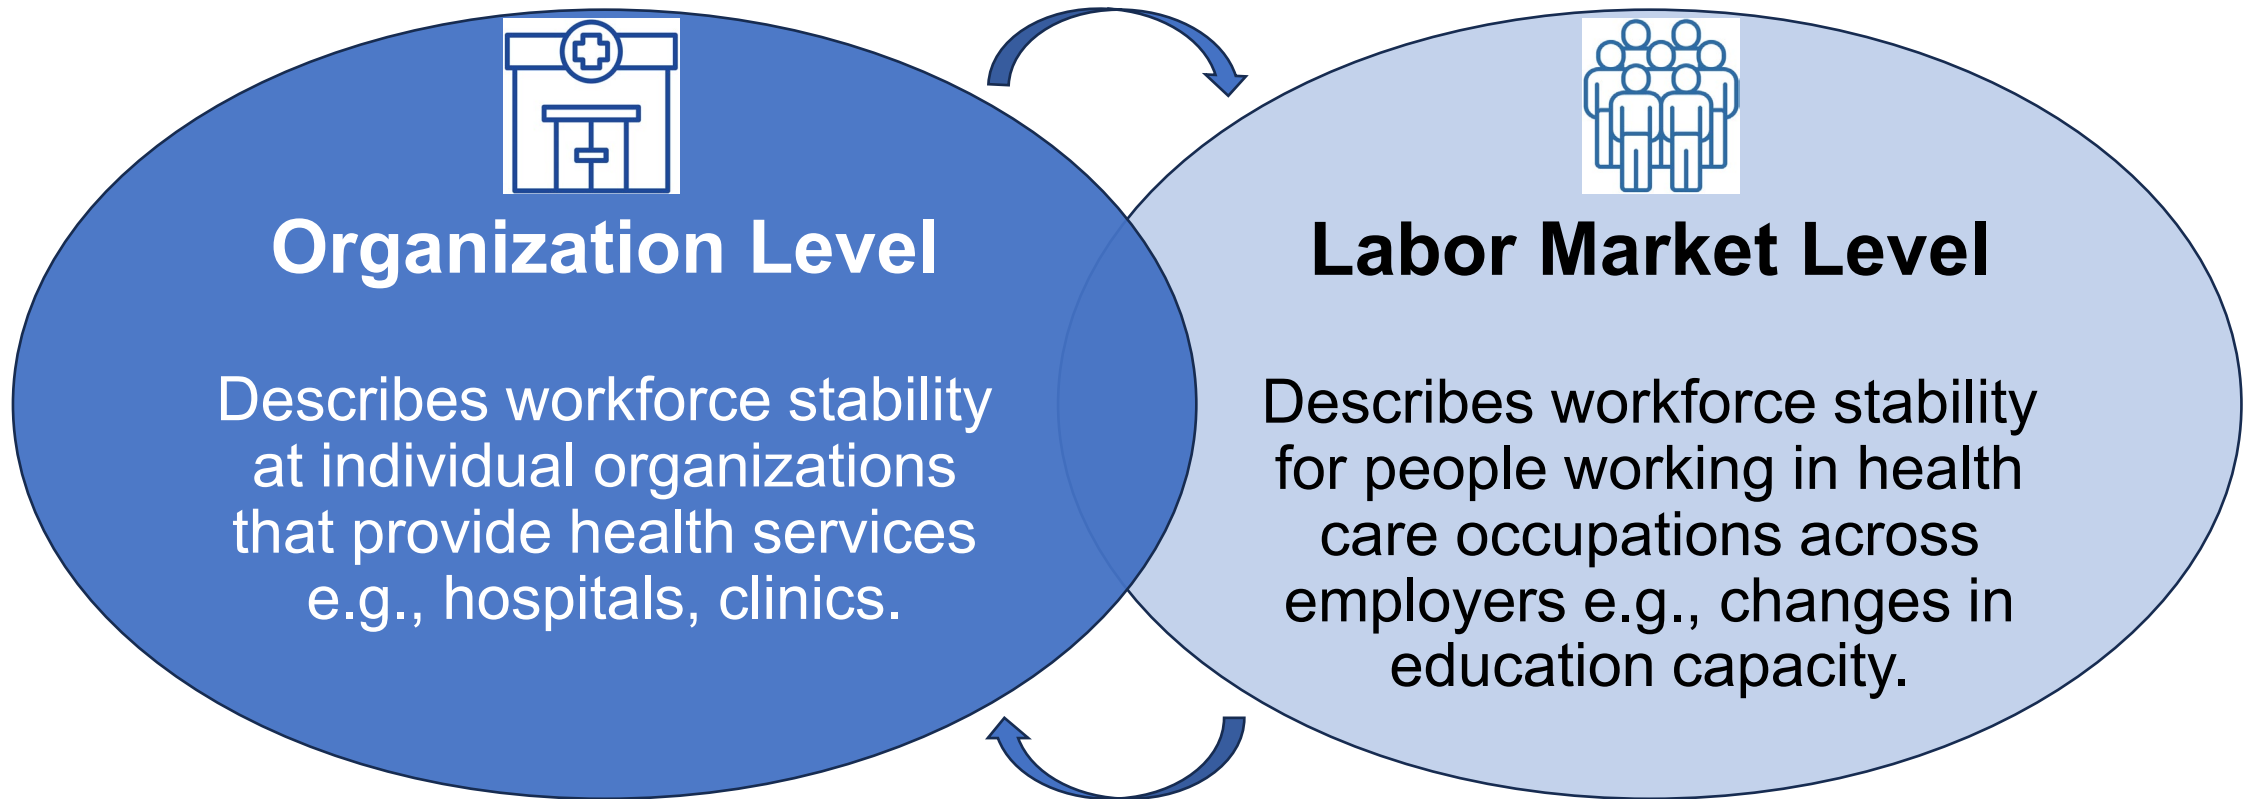 Organization Level
Describes workforce stability
at individual organizations
that provide health services
e.g., hospitals, clinics.
Labor Market Level
Describes workforce stability
for people working in health
care occupations across
employers e.g., changes in
education capacity.